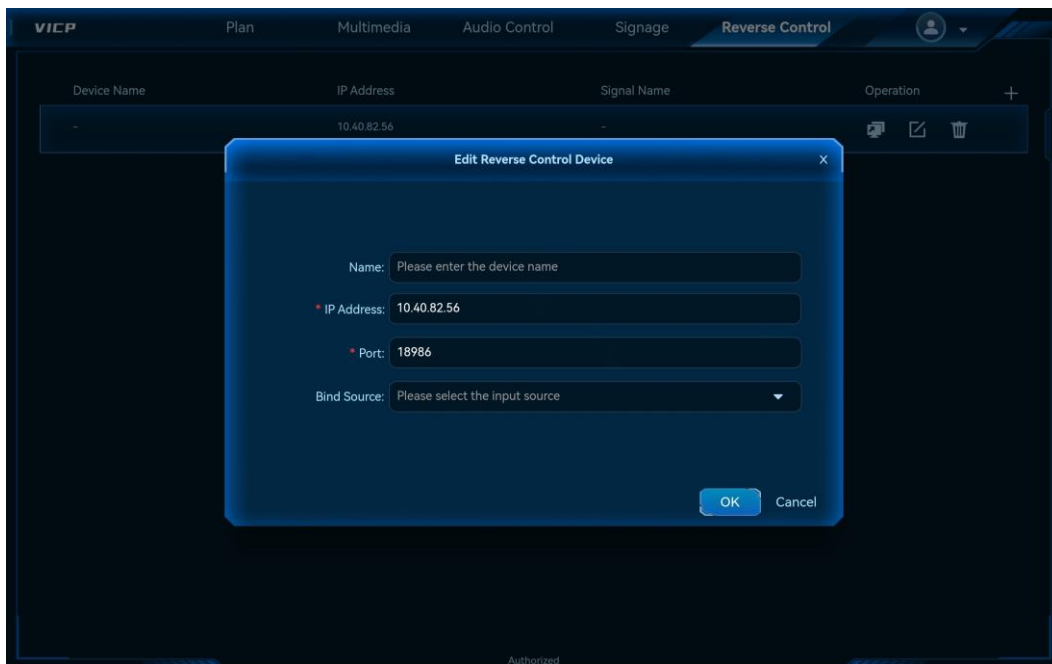 VICP Plan Multimedia Audio Control Signage Reverse Control
Device Name IP Address Signal Name Operation
- 10.40.82.56 -
Edit Reverse Control Device X
Name: Please enter the device name
* IP Address: 10.40.82.56
* Port: 18986
Bind Source: Please select the input source
OK Cancel
Authorized